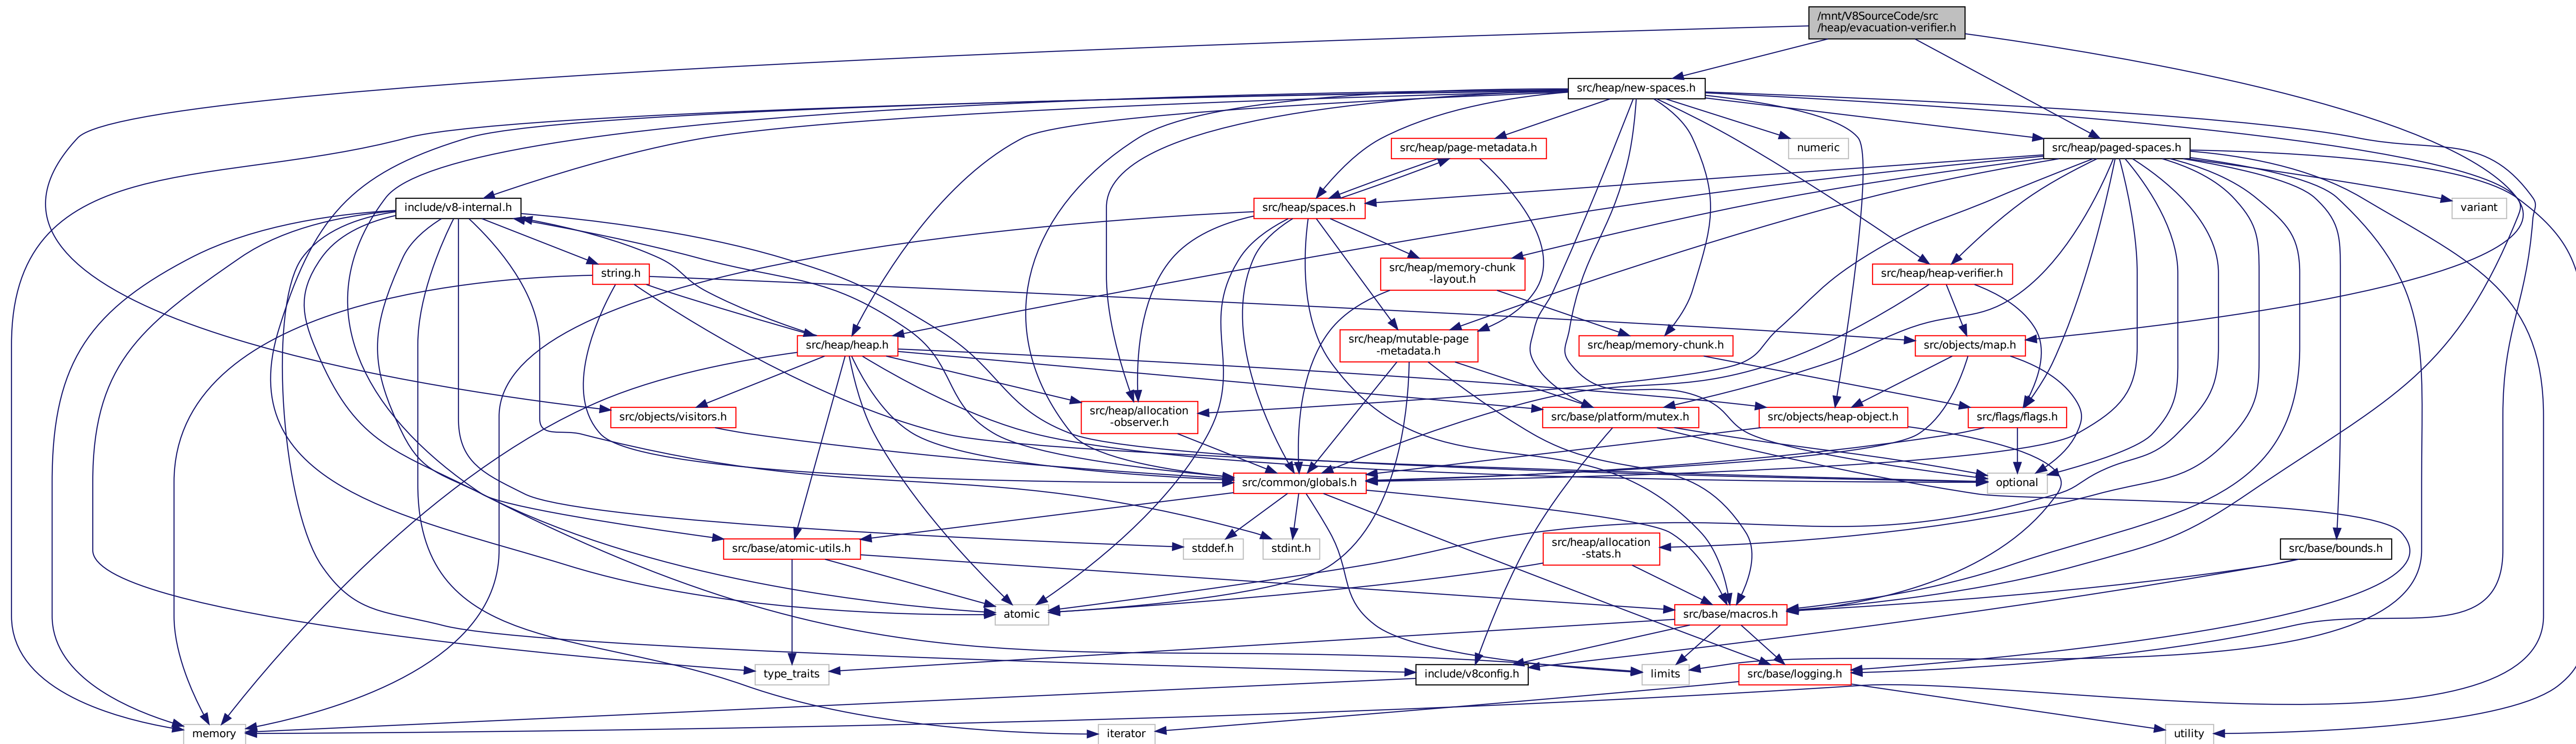 /mnt/V8SourceCode/src
/heap/evacuation-verifier.h
src/heap/new-spaces.h
src/heap/page-metadata.h
numeric
src/heap/paged-spaces.h
include/v8-internal.h
src/heap/spaces.h
variant
string.h
src/heap/memory-chunk
-layout.h
src/heap/heap-verifier.h
src/heap/heap.h
src/heap/mutable-page
-metadata.h
src/heap/memory-chunk.h
src/objects/map.h
src/objects/visitors.h
src/heap/allocation
-observer.h
src/base/platform/mutex.h
src/objects/heap-object.h
src/flags/flags.h
src/common/globals.h
optional
src/base/atomic-utils.h
stddef.h
stdint.h
src/heap/allocation
-stats.h
src/base/bounds.h
atomic
src/base/macros.h
type_traits
include/v8config.h
limits
src/base/logging.h
memory
iterator
utility